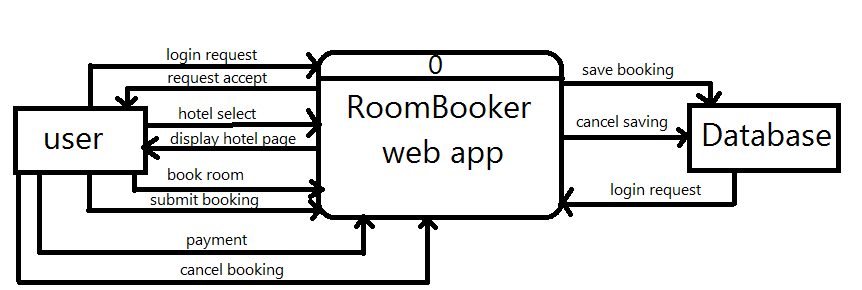 login request
request accept
hotel select
display hotel page
book room
submit booking
payment
cancel booking
user
0
RoomBooker
web app
save booking
cancel saving
login request
Database